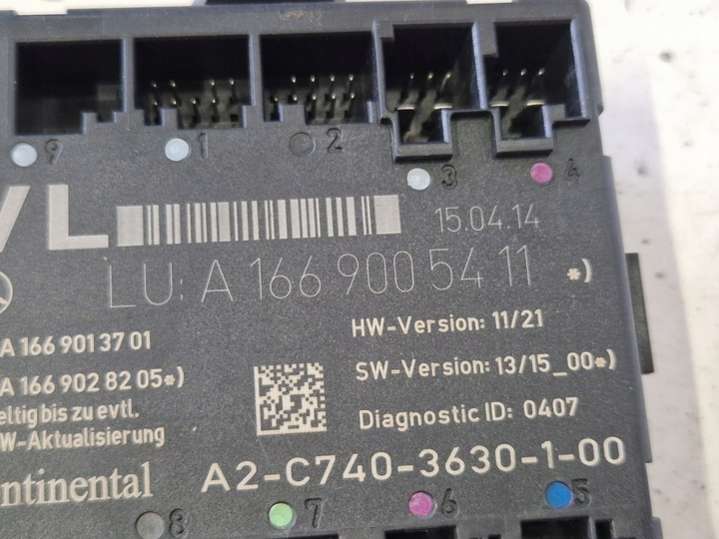 9 1 2
3 4
VL
15.04.14
LU: A 166 900 54 11 *)
HW-Version: 11/21
A 166 901 37 01
SW-Version: 13/15_00*)
A 166 902 82 05*)
eltig bis zu evtl.
Diagnostic ID: 0407
W-Aktualisierung
A2-C740-3630-1-00
ntinental
8 7 6 5